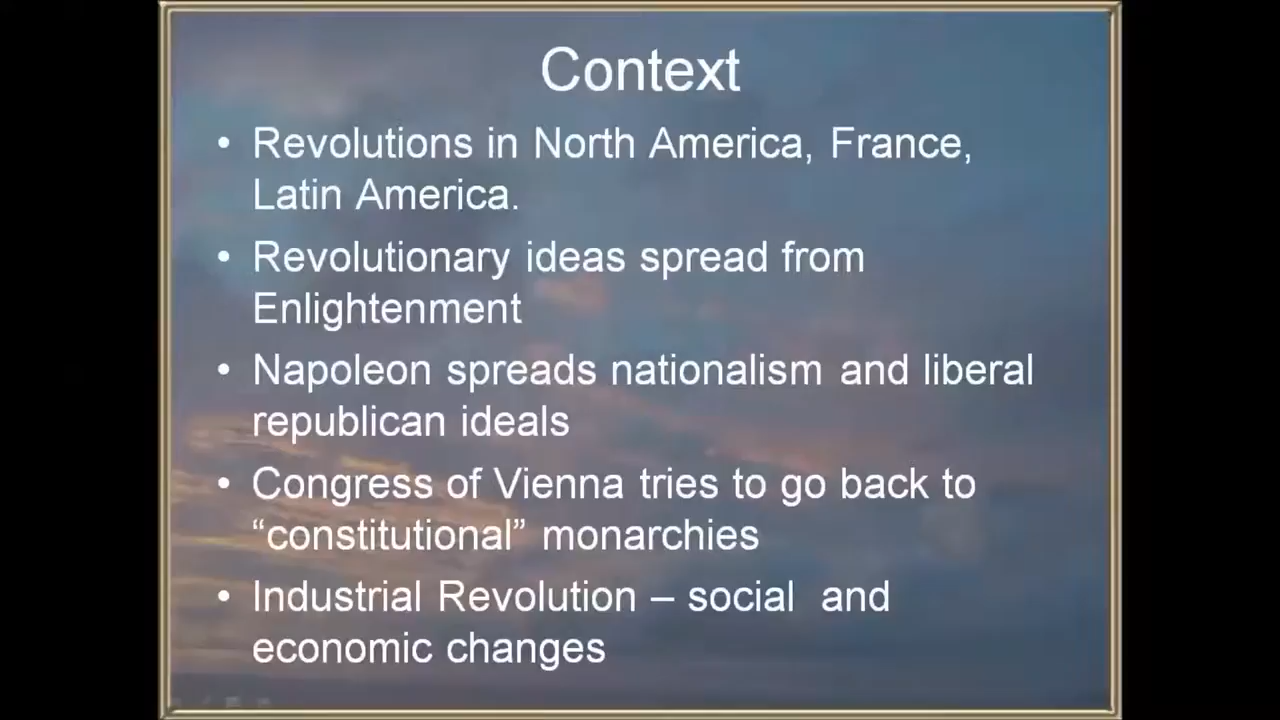 Context
• Revolutions in North America, France,
Latin America.
• Revolutionary ideas spread from
Enlightenment
• Napoleon spreads nationalism and liberal
republican ideals
• Congress of Vienna tries to go back to
“constitutional” monarchies
• Industrial Revolution – social  and
economic changes